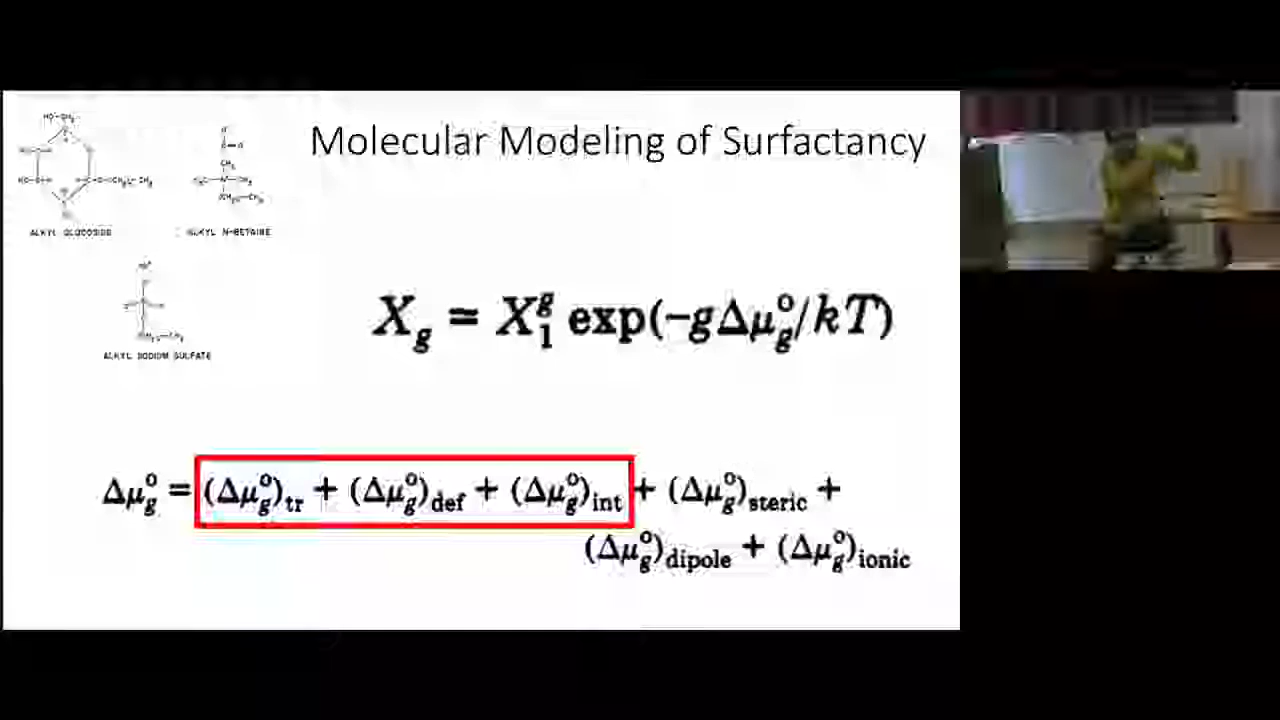 Molecular Modeling of Surfactancy
ALKYL GLUCOSIDE
ALKYL N-BETAINE
ALKYL SODIUM SULFATE
X_g = X_1^g exp(-gΔμ_g^o/kT)
Δμ_g^o = (Δμ_g^o)_tr + (Δμ_g^o)_def + (Δμ_g^o)_int + (Δμ_g^o)_steric +
(Δμ_g^o)_dipole + (Δμ_g^o)_ionic